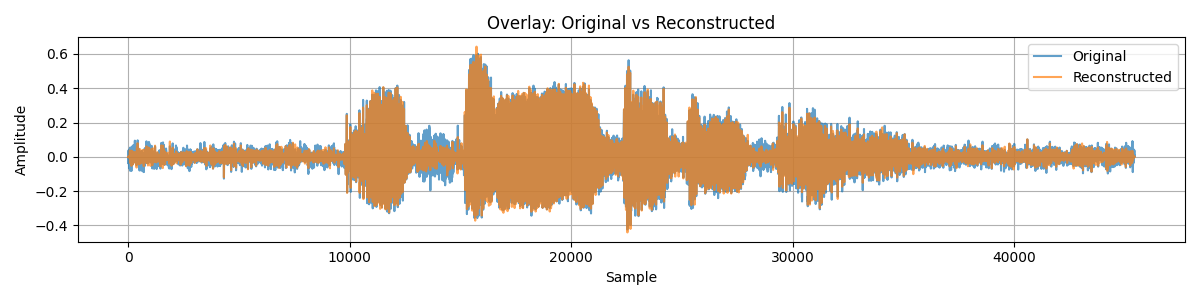 Overlay: Original vs Reconstructed
Original
Reconstructed
Amplitude
0.6
0.4
0.2
0.0
−0.2
−0.4
0 10000 20000 30000 40000
Sample